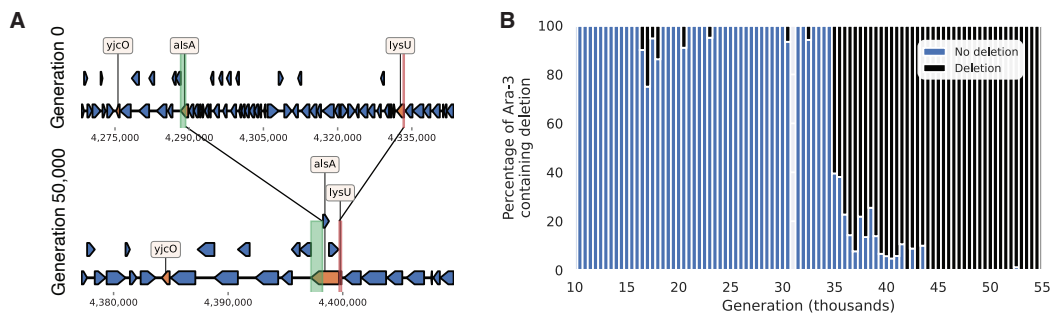 A
Generation 0
yjcO
alsA
lysU
4,275,000
4,290,000
4,305,000
4,320,000
4,335,000
Generation 50,000
alsA
lysU
yjcO
4,380,000
4,390,000
4,400,000
B
Percentage of Ara-3
containing deletion
100
80
60
40
20
0
No deletion
Deletion
10 15 20 25 30 35 40 45 50 55
Generation (thousands)